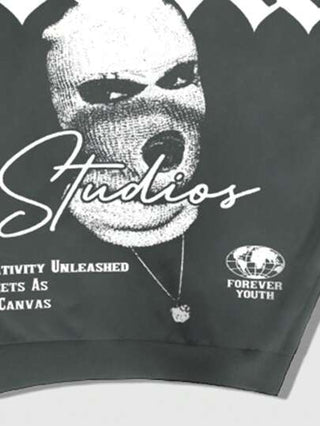 Studios
TIVITY UNLEASHED
ETS AS
CANVAS
FOREVER
YOUTH